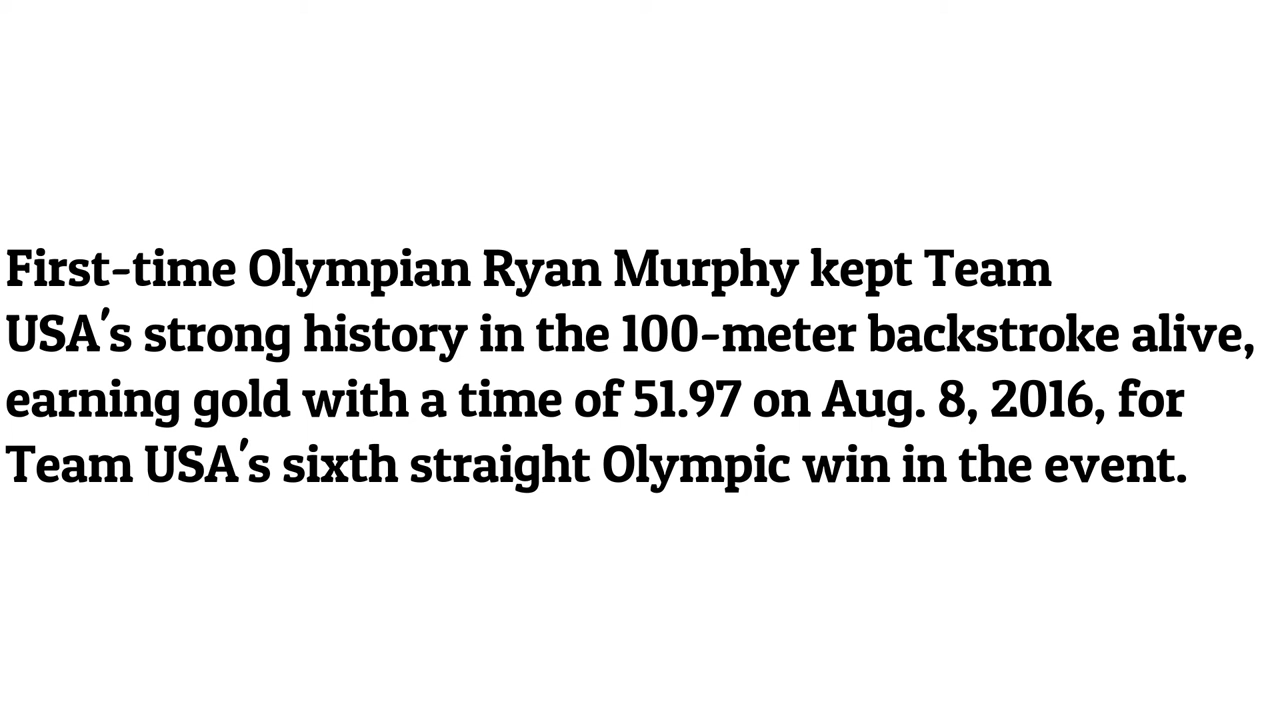 First-time Olympian Ryan Murphy kept Team
USA's strong history in the 100-meter backstroke alive,
earning gold with a time of 51.97 on Aug. 8, 2016, for
Team USA's sixth straight Olympic win in the event.